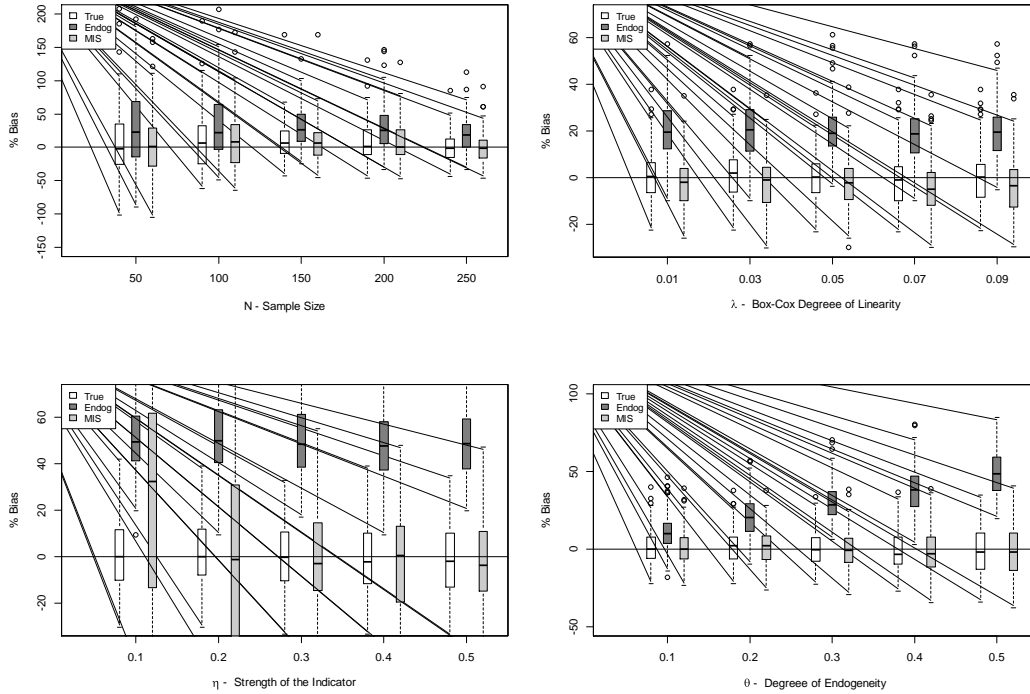 True
Endog
MIS
% Bias
200
150
100
50
0
-50
-100
-150
50
100
150
200
250
N - Sample Size
True
Endog
MIS
% Bias
60
40
20
0
20
0.01
0.03
0.05
0.07
0.09
λ - Box-Cox Degreee of Linearity
True
Endog
MIS
% Bias
60
40
20
0
-20
0.1
0.2
0.3
0.4
0.5
η - Strength of the Indicator
True
Endog
MIS
% Bias
100
50
0
-50
0.1
0.2
0.3
0.4
0.5
θ - Degreee of Endogeneity